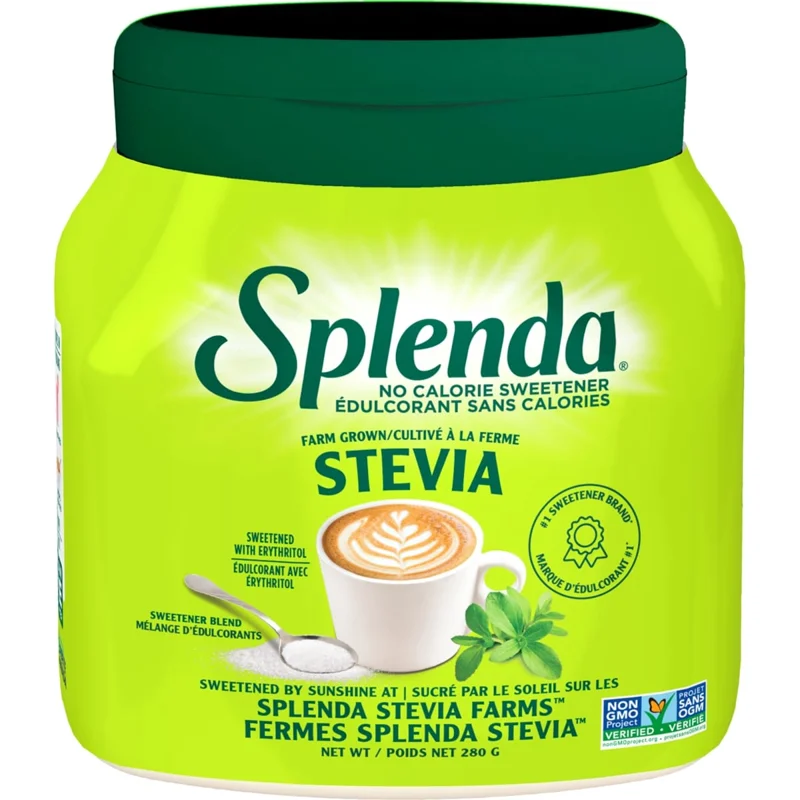 Splenda®
NO CALORIE SWEETENER
ÉDULCORANT SANS CALORIES
FARM GROWN/CULTIVÉ À LA FERME
STEVIA
SWEETENED
WITH ERYTHRITOL
ÉDULCORANT AVEC
ÉRYTHRITOL
#1 SWEETENER BRAND*
MARQUE D'ÉDULCORANT #1*
SWEETENER BLEND
MÉLANGE D'ÉDULCORANTS
SWEETENED BY SUNSHINE AT | SUCRÉ PAR LE SOLEIL SUR LES
SPLENDA STEVIA FARMS™
FERMES SPLENDA STEVIA™
NET WT / POIDS NET 280 G
NON
GMO
Project
VERIFIED
nonGMOproject.org
PROJET
SANS
OGM
VÉRIFIÉ